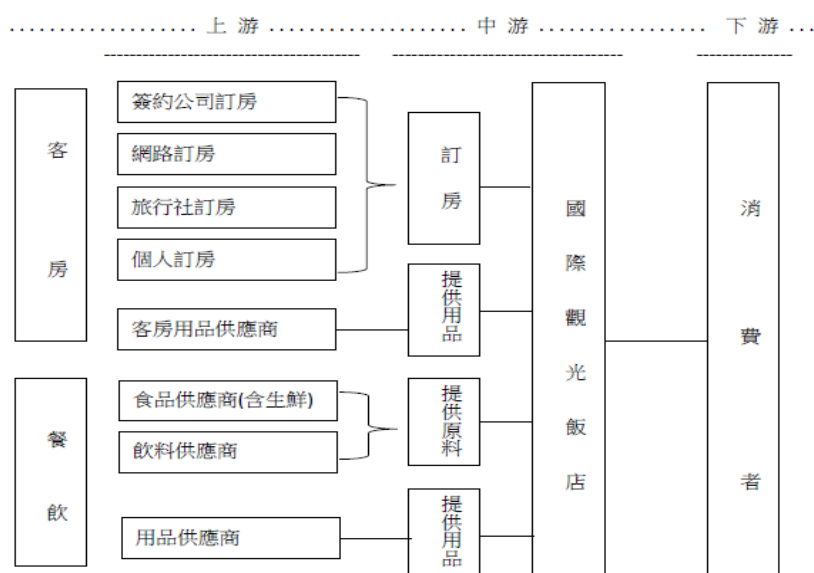 上游 中游 下游
客房
簽約公司訂房
網路訂房
旅行社訂房
個人訂房
客房用品供應商
訂房
提供用品
餐飲
食品供應商(含生鮮)
飲料供應商
用品供應商
提供原料
提供用品
國際觀光飯店
消費者